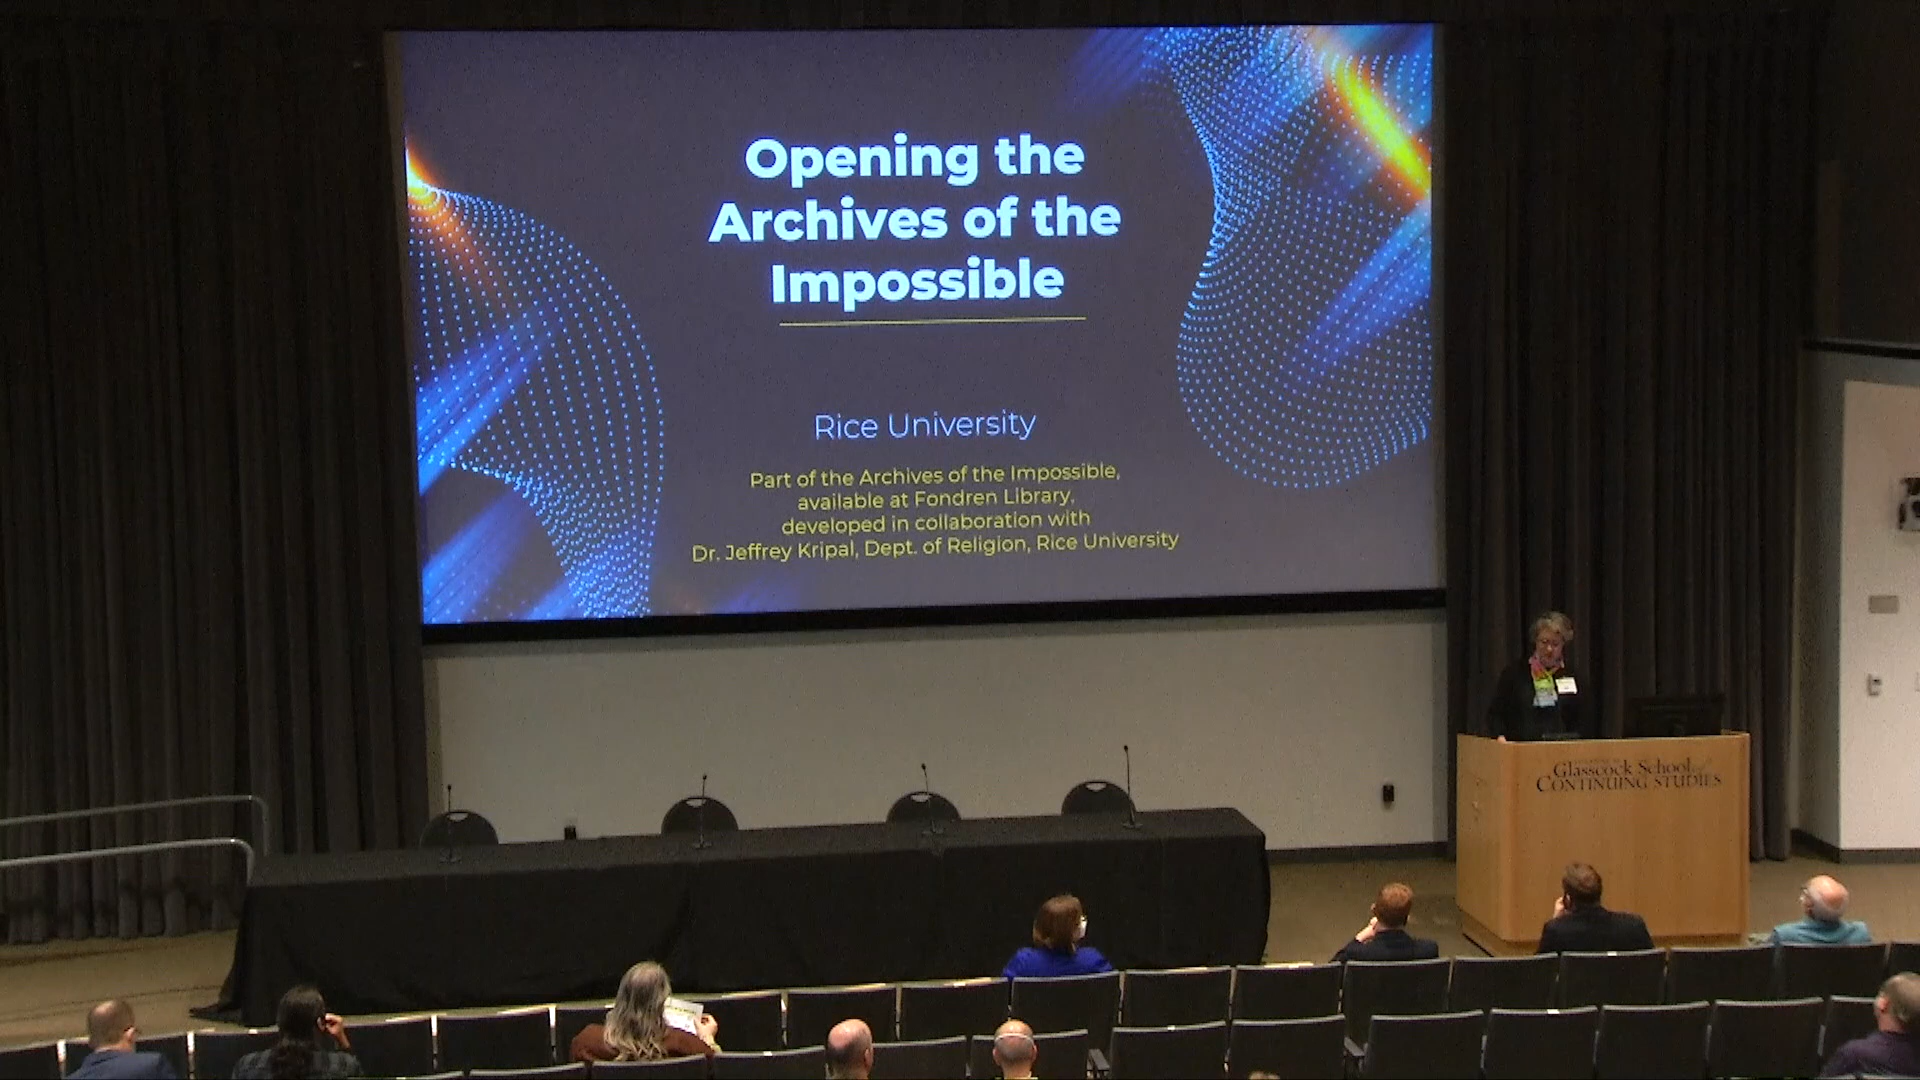 Opening the
Archives of the
Impossible
Rice University
Part of the Archives of the Impossible,
available at Fondren Library,
developed in collaboration with
Dr. Jeffrey Kripal, Dept. of Religion, Rice University
Glasscock School of
CONTINUING STUDIES